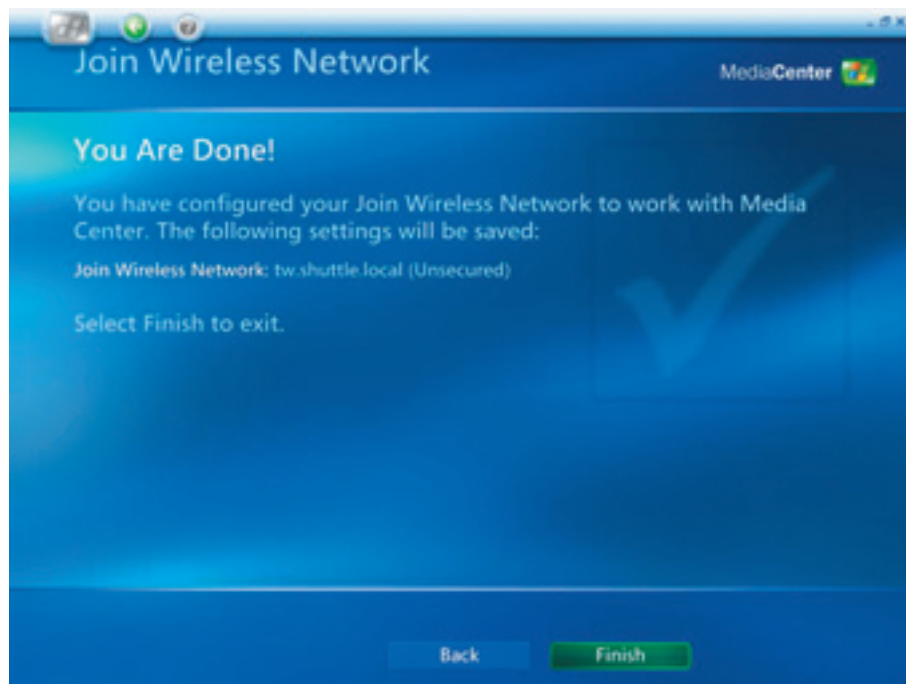 Join Wireless Network
MediaCenter
You Are Done!
You have configured your Join Wireless Network to work with Media
Center. The following settings will be saved:
Join Wireless Network: tw.shuttle.local (Unsecured)
Select Finish to exit.
Back
Finish